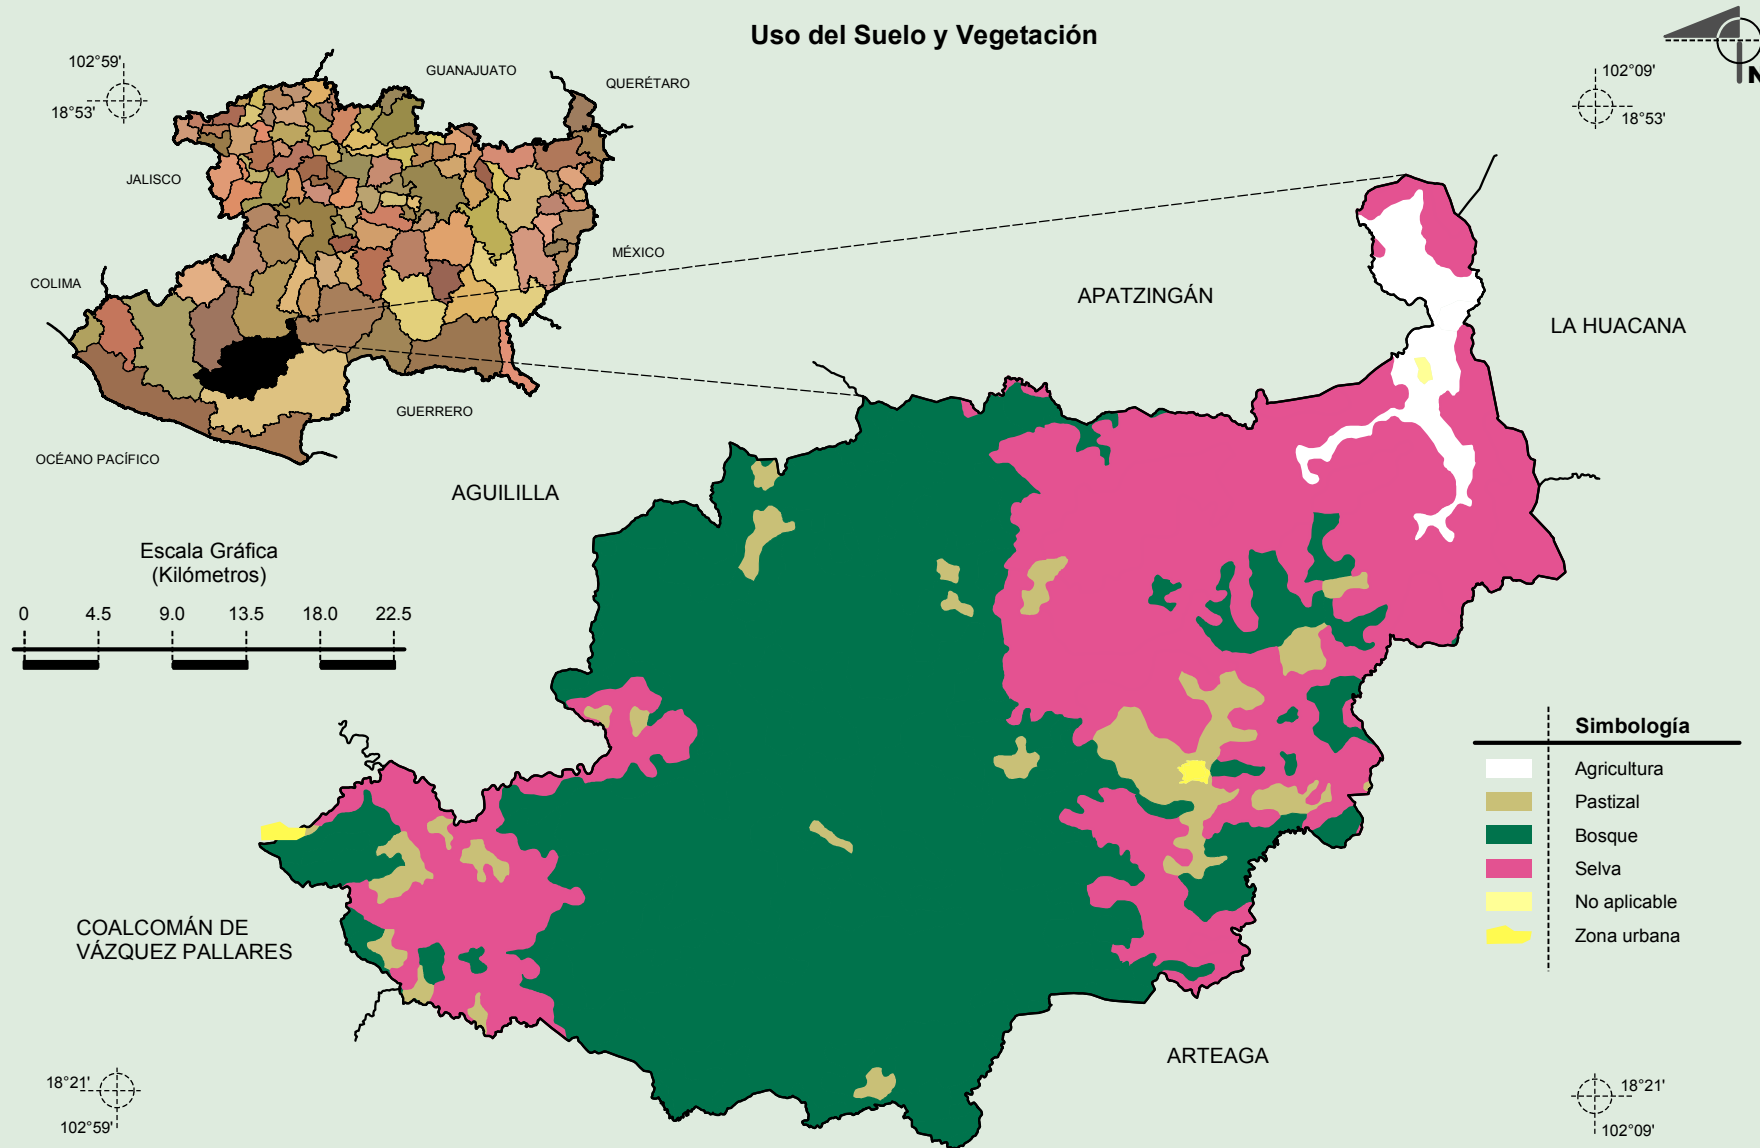 Uso del Suelo y Vegetación
N
102°59'
18°53'
102°09'
18°53'
GUANAJUATO
QUERÉTARO
JALISCO
MÉXICO
COLIMA
GUERRERO
OCÉANO PACÍFICO
APATZINGÁN
LA HUACANA
AGUILILLA
Escala Gráfica
(Kilómetros)
0 4.5 9.0 13.5 18.0 22.5
Simbología
Agricultura
Pastizal
Bosque
Selva
No aplicable
Zona urbana
COALCOMÁN DE
VÁZQUEZ PALLARES
ARTEAGA
18°21'
102°59'
18°21'
102°09'